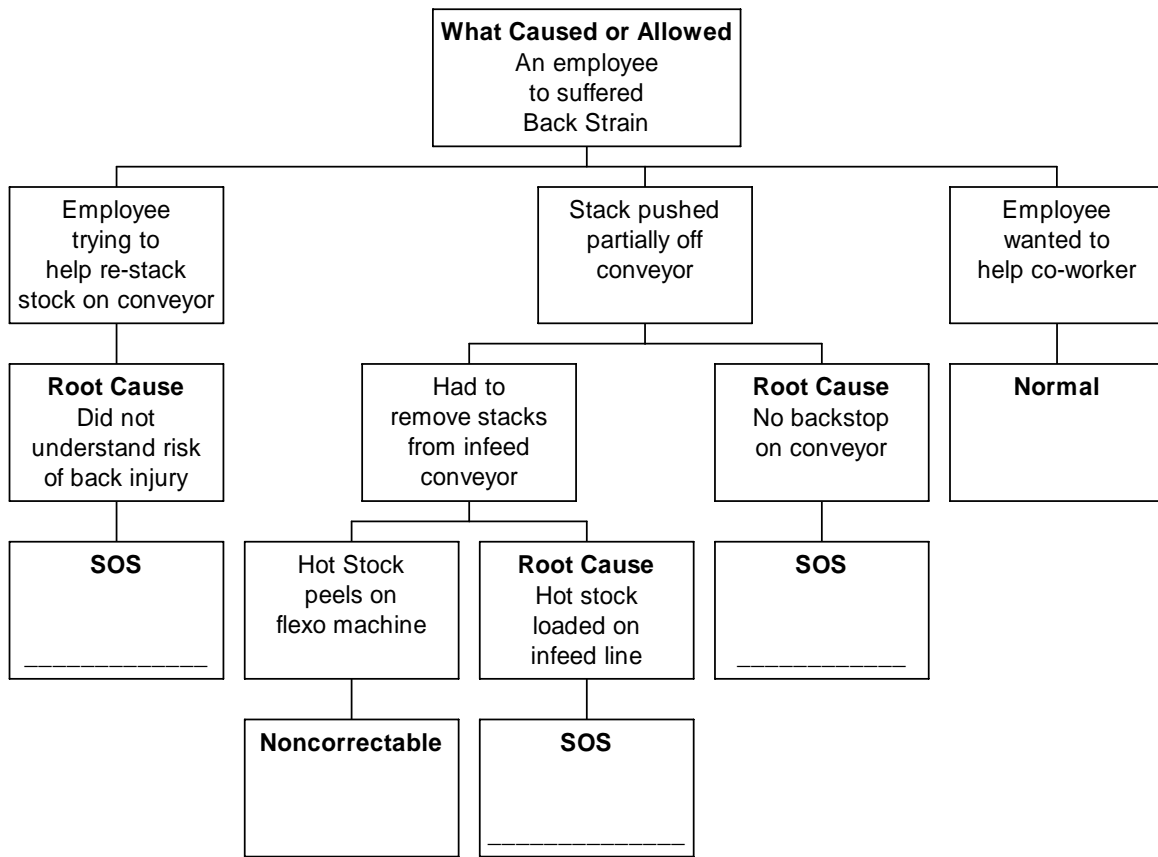 What Caused or Allowed
An employee
to suffered
Back Strain
Employee
trying to
help re-stack
stock on conveyor
Stack pushed
partially off
conveyor
Employee
wanted to
help co-worker
Root Cause
Did not
understand risk
of back injury
Had to
remove stacks
from infeed
conveyor
Root Cause
No backstop
on conveyor
Normal
SOS
_____________
Hot Stock
peels on
flexo machine
Root Cause
Hot stock
loaded on
infeed line
SOS
____________
Noncorrectable
SOS
______________